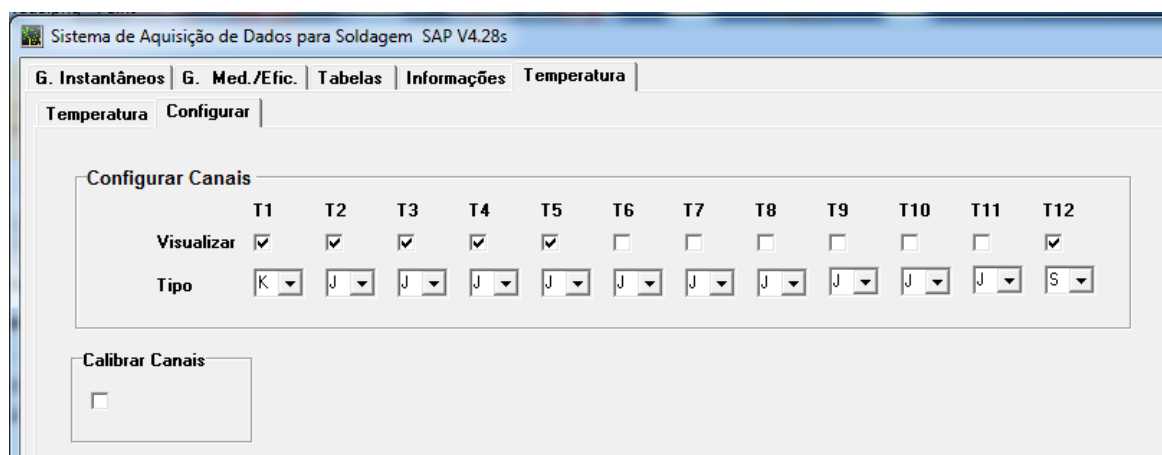 Sistema de Aquisição de Dados para Soldagem SAP V4.28s
G. Instantâneos G. Med./Efic. Tabelas Informações Temperatura
Temperatura Configurar
Configurar Canais
T1 T2 T3 T4 T5 T6 T7 T8 T9 T10 T11 T12
Visualizar
Tipo K J J J J J J J J J J S
Calibrar Canais